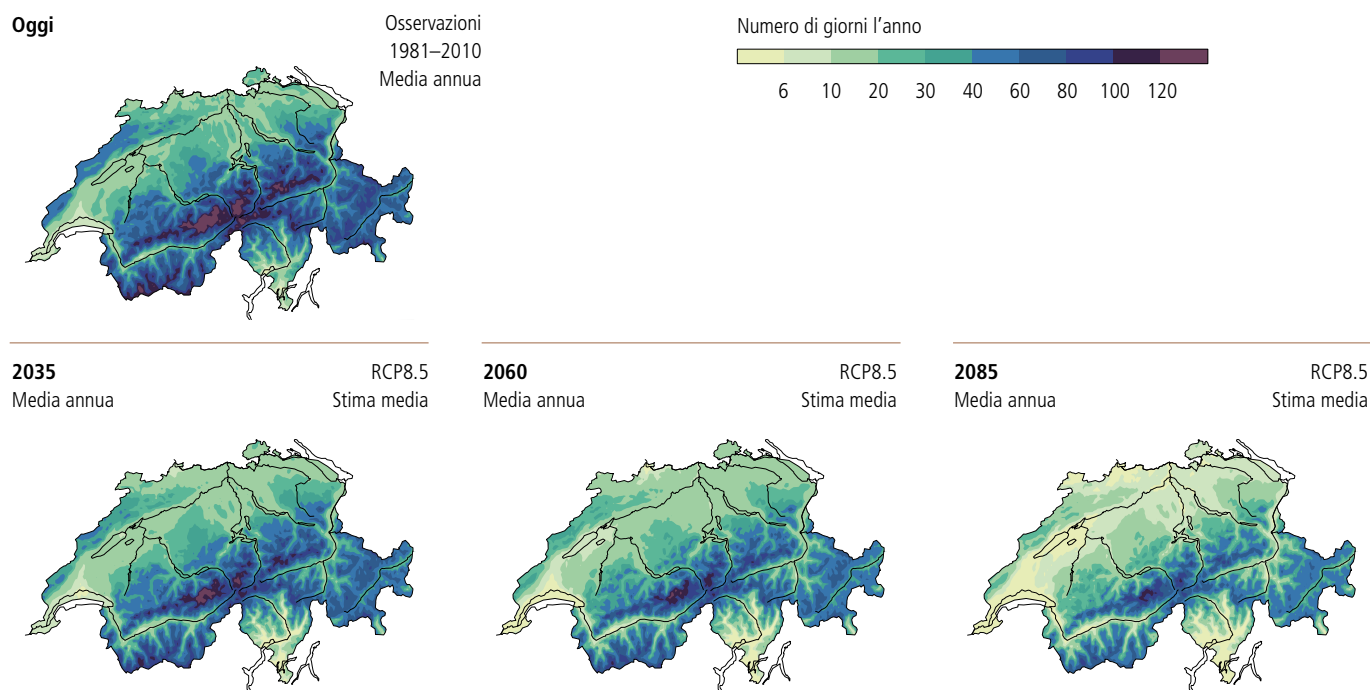 Oggi
Osservazioni
1981–2010
Media annua
Numero di giorni l’anno
6 10 20 30 40 60 80 100 120
2035 RCP8.5
Media annua Stima media
2060 RCP8.5
Media annua Stima media
2085 RCP8.5
Media annua Stima media